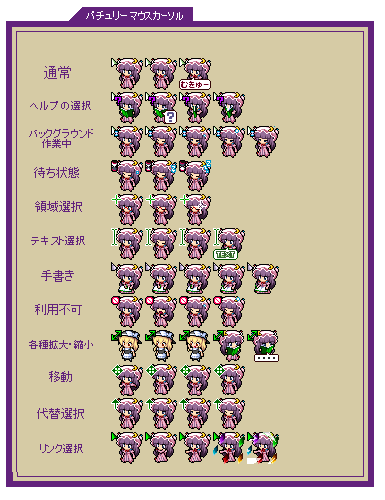 パチュリーマウスカーソル
通常
むきゅー
ヘルプの選択
?
バックグラウンド
作業中
待ち状態
領域選択
テキスト選択
TEXT
手書き
利用不可
各種拡大・縮小
....
移動
代替選択
リンク選択